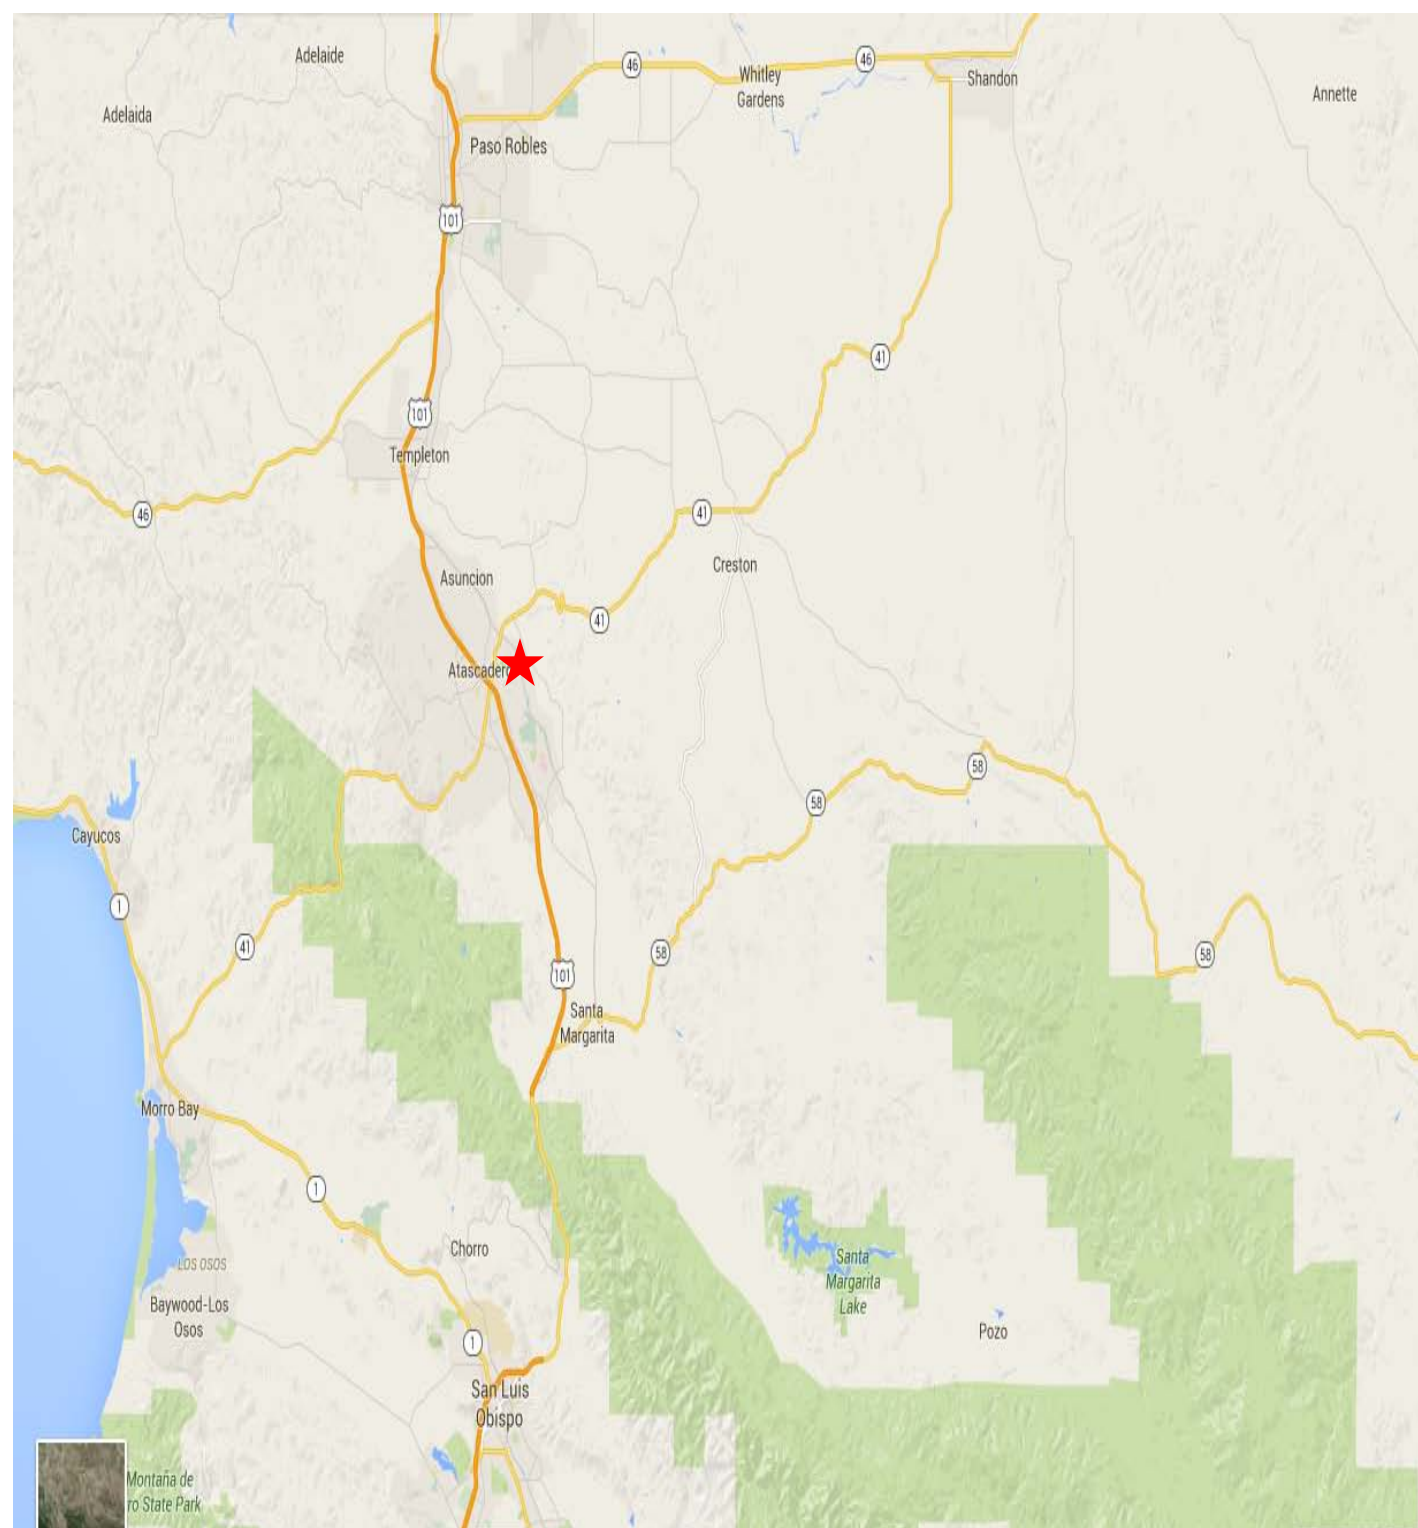 Adelaide
46
46
Whitley
Gardens
Shandon
Annette
Adelaida
Paso Robles
101
41
101
Templeton
46
41
Creston
Asuncion
41
Atascadero
58
58
Cayucos
1
41
58
58
101
Santa
Margarita
Morro Bay
1
Chorro
LOS OSOS
Santa
Margarita
Lake
Baywood-Los
Osos
Pozo
1
San Luis
Obispo
Montaña de
ro State Park